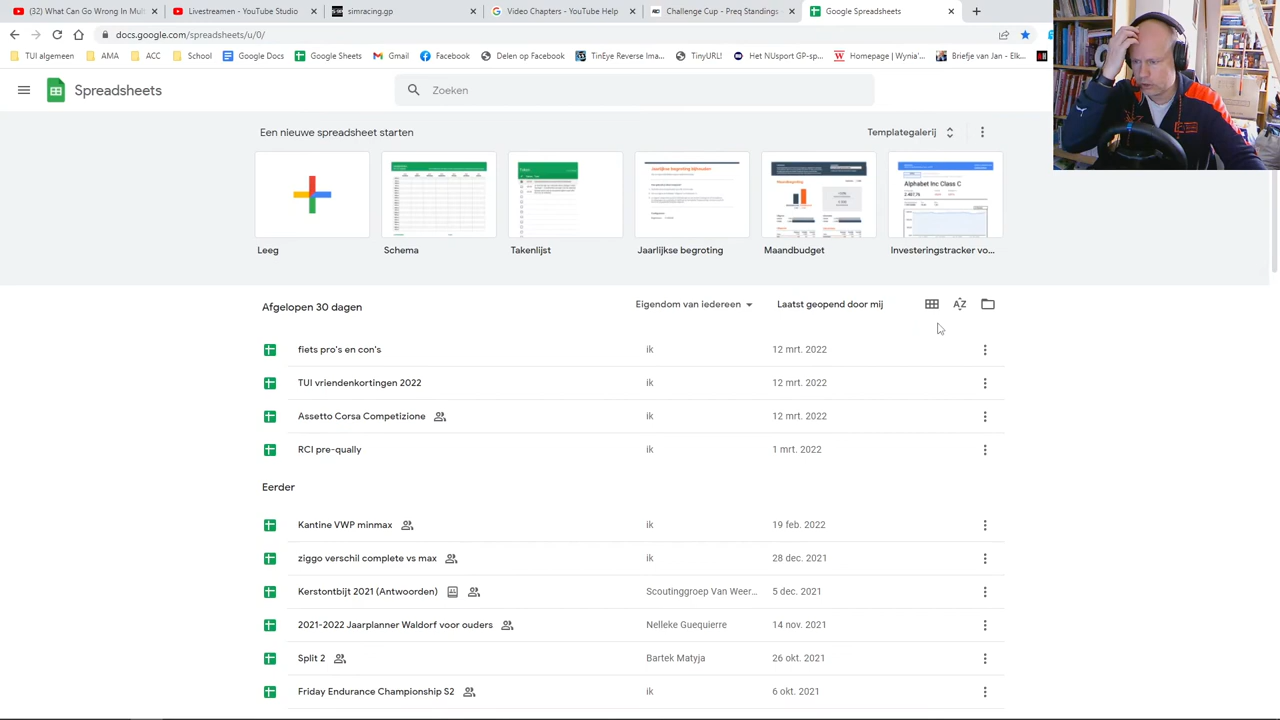 (32) What Can Go Wrong In Mult
Livestreamen - YouTube Studio
simracing.gp
Video Chapters - YouTube Help
Challenge Cup - Preq Standings
Google Spreadsheets
docs.google.com/spreadsheets/u/0/
TUI algemeen
AMA
ACC
School
Google Docs
Google
Gmail
Facebook
Delen op
TinEye Reverse Ima...
TinyURL!
Het NUsport GP-sp...
Homepage | Wynia'...
Briefje van Jan - Elk...
Spreadsheets
Zoeken
Een nieuwe spreadsheet starten
Templategalerij
Leeg
Schema
Takenlijst
Jaarlijkse begroting
Maandbudget
Investeringstracker vo...
Alphabet Inc Class C
Afgelopen 30 dagen
Eigendom van iedereen
Laatst geopend door mij
fiets pro's en con's ik 12 mrt. 2022
TUI vriendenkortingen 2022 ik 12 mrt. 2022
Assetto Corsa Competizione ik 12 mrt. 2022
RCI pre-qually ik 1 mrt. 2022
Eerder
Kantine VWP minmax ik 19 feb. 2022
ziggo verschil complete vs max ik 28 dec. 2021
Kerstontbijt 2021 (Antwoorden) Scoutinggroep Van Weer... 5 dec. 2021
2021-2022 Jaarplanner Waldorf voor ouders Nelleke Guequierre 14 nov. 2021
Split 2 Bartek Matyja 26 okt. 2021
Friday Endurance Championship S2 ik 6 okt. 2021